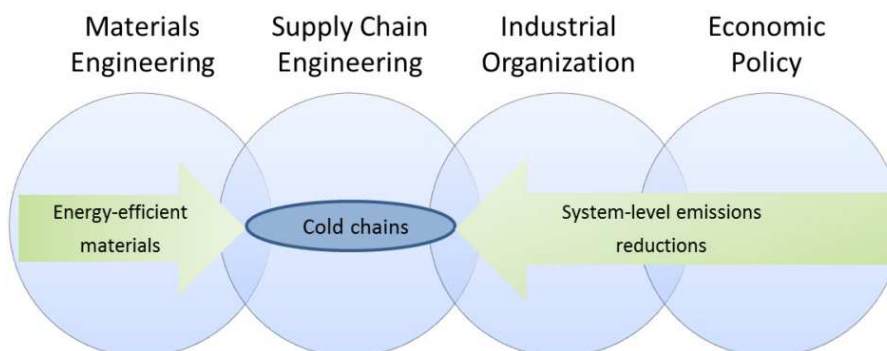 Materials
Engineering
Supply Chain
Engineering
Industrial
Organization
Economic
Policy
Energy-efficient
materials
Cold chains
System-level emissions
reductions